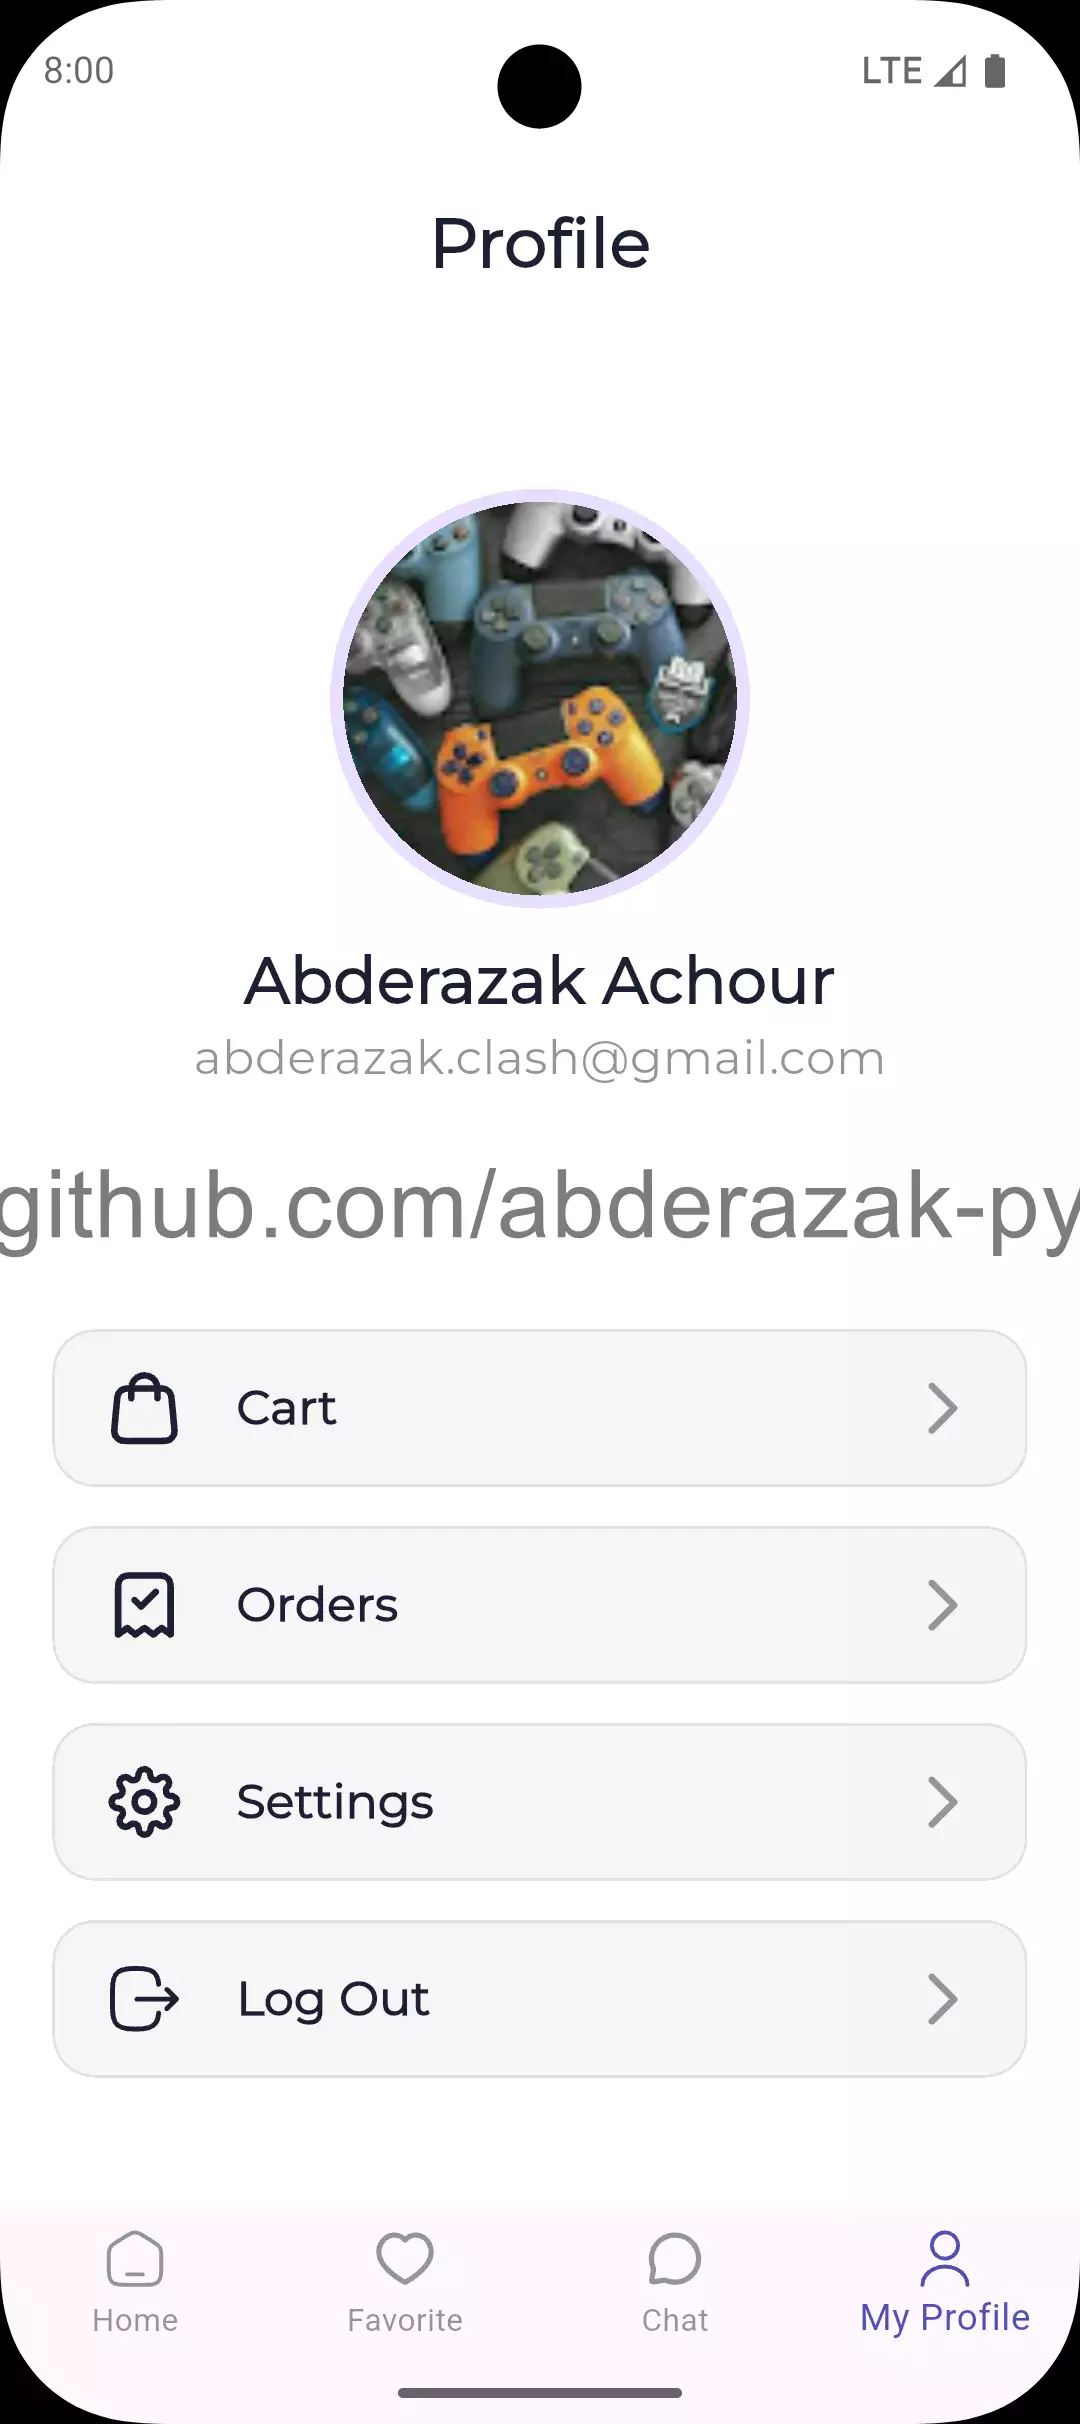 8:00 LTE
Profile
Abderazak Achour
abderazak.clash@gmail.com
github.com/abderazak-py
Cart
Orders
Settings
Log Out
Home Favorite Chat My Profile